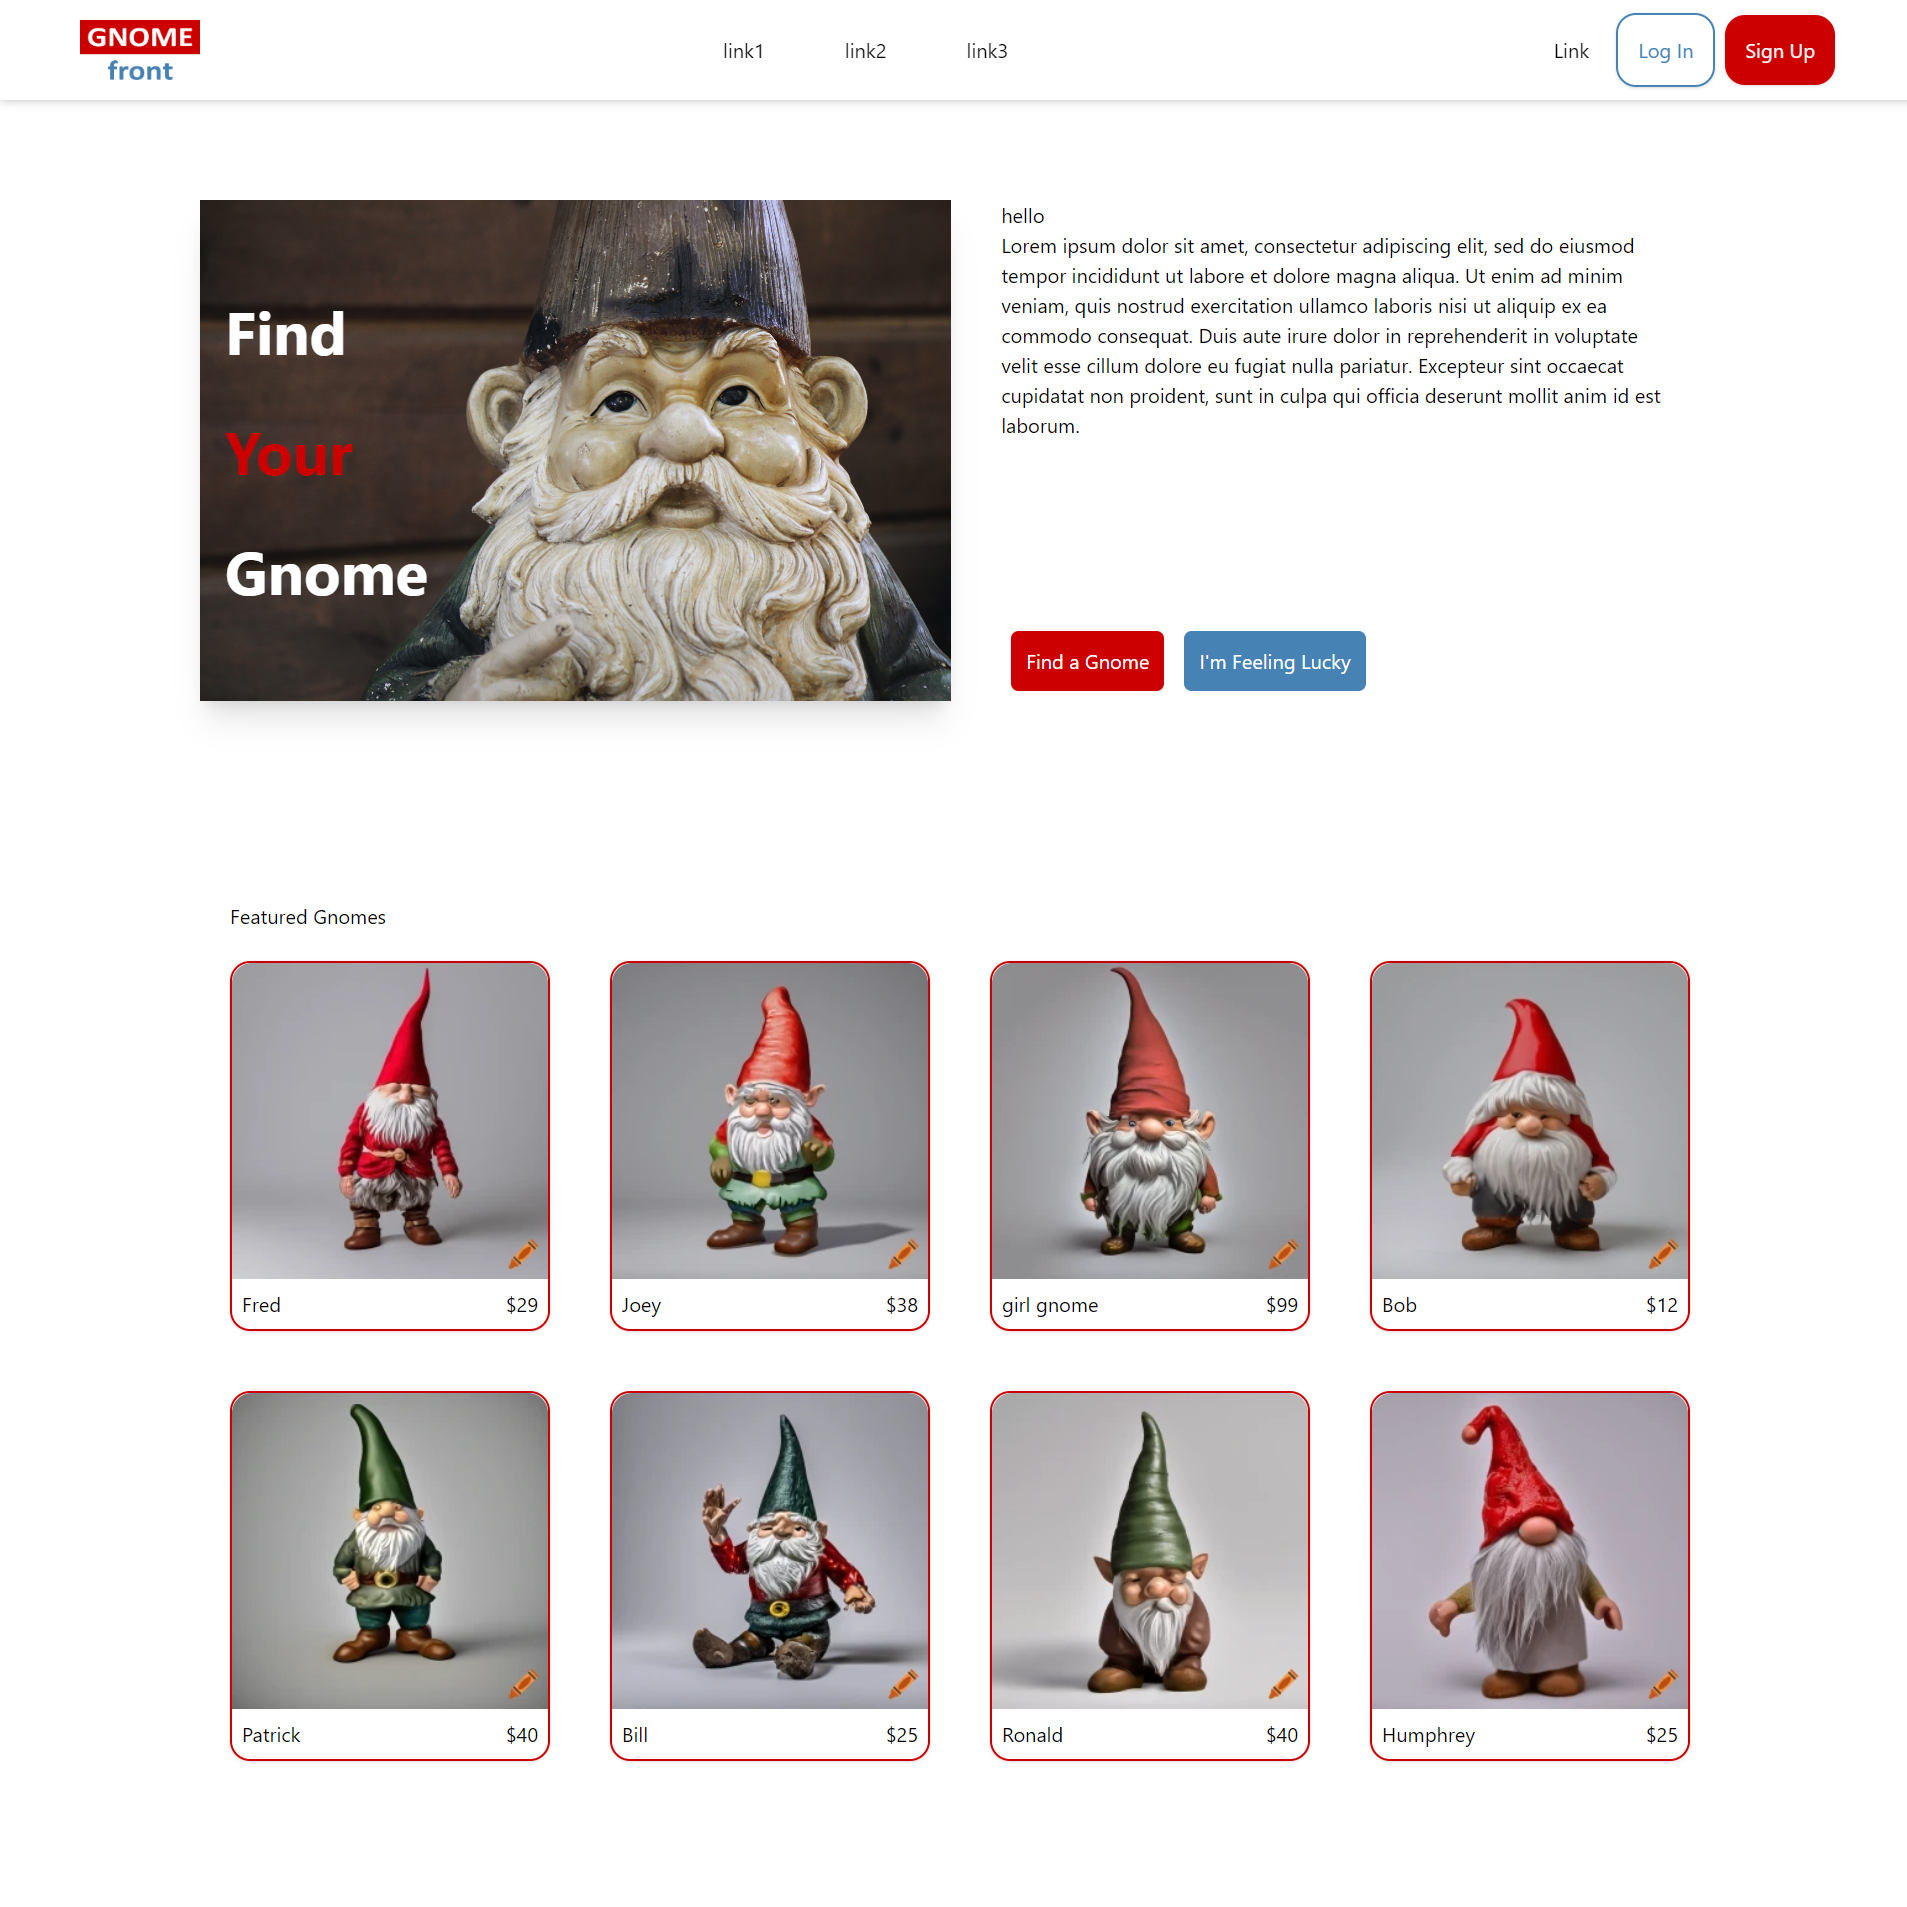 GNOME
front
link1
link2
link3
Link
Log In
Sign Up
Find
Your
Gnome
hello
Lorem ipsum dolor sit amet, consectetur adipiscing elit, sed do eiusmod
tempor incididunt ut labore et dolore magna aliqua. Ut enim ad minim
veniam, quis nostrud exercitation ullamco laboris nisi ut aliquip ex ea
commodo consequat. Duis aute irure dolor in reprehenderit in voluptate
velit esse cillum dolore eu fugiat nulla pariatur. Excepteur sint occaecat
cupidatat non proident, sunt in culpa qui officia deserunt mollit anim id est
laborum.
Find a Gnome
I'm Feeling Lucky
Featured Gnomes
Fred
$29
Joey
$38
girl gnome
$99
Bob
$12
Patrick
$40
Bill
$25
Ronald
$40
Humphrey
$25